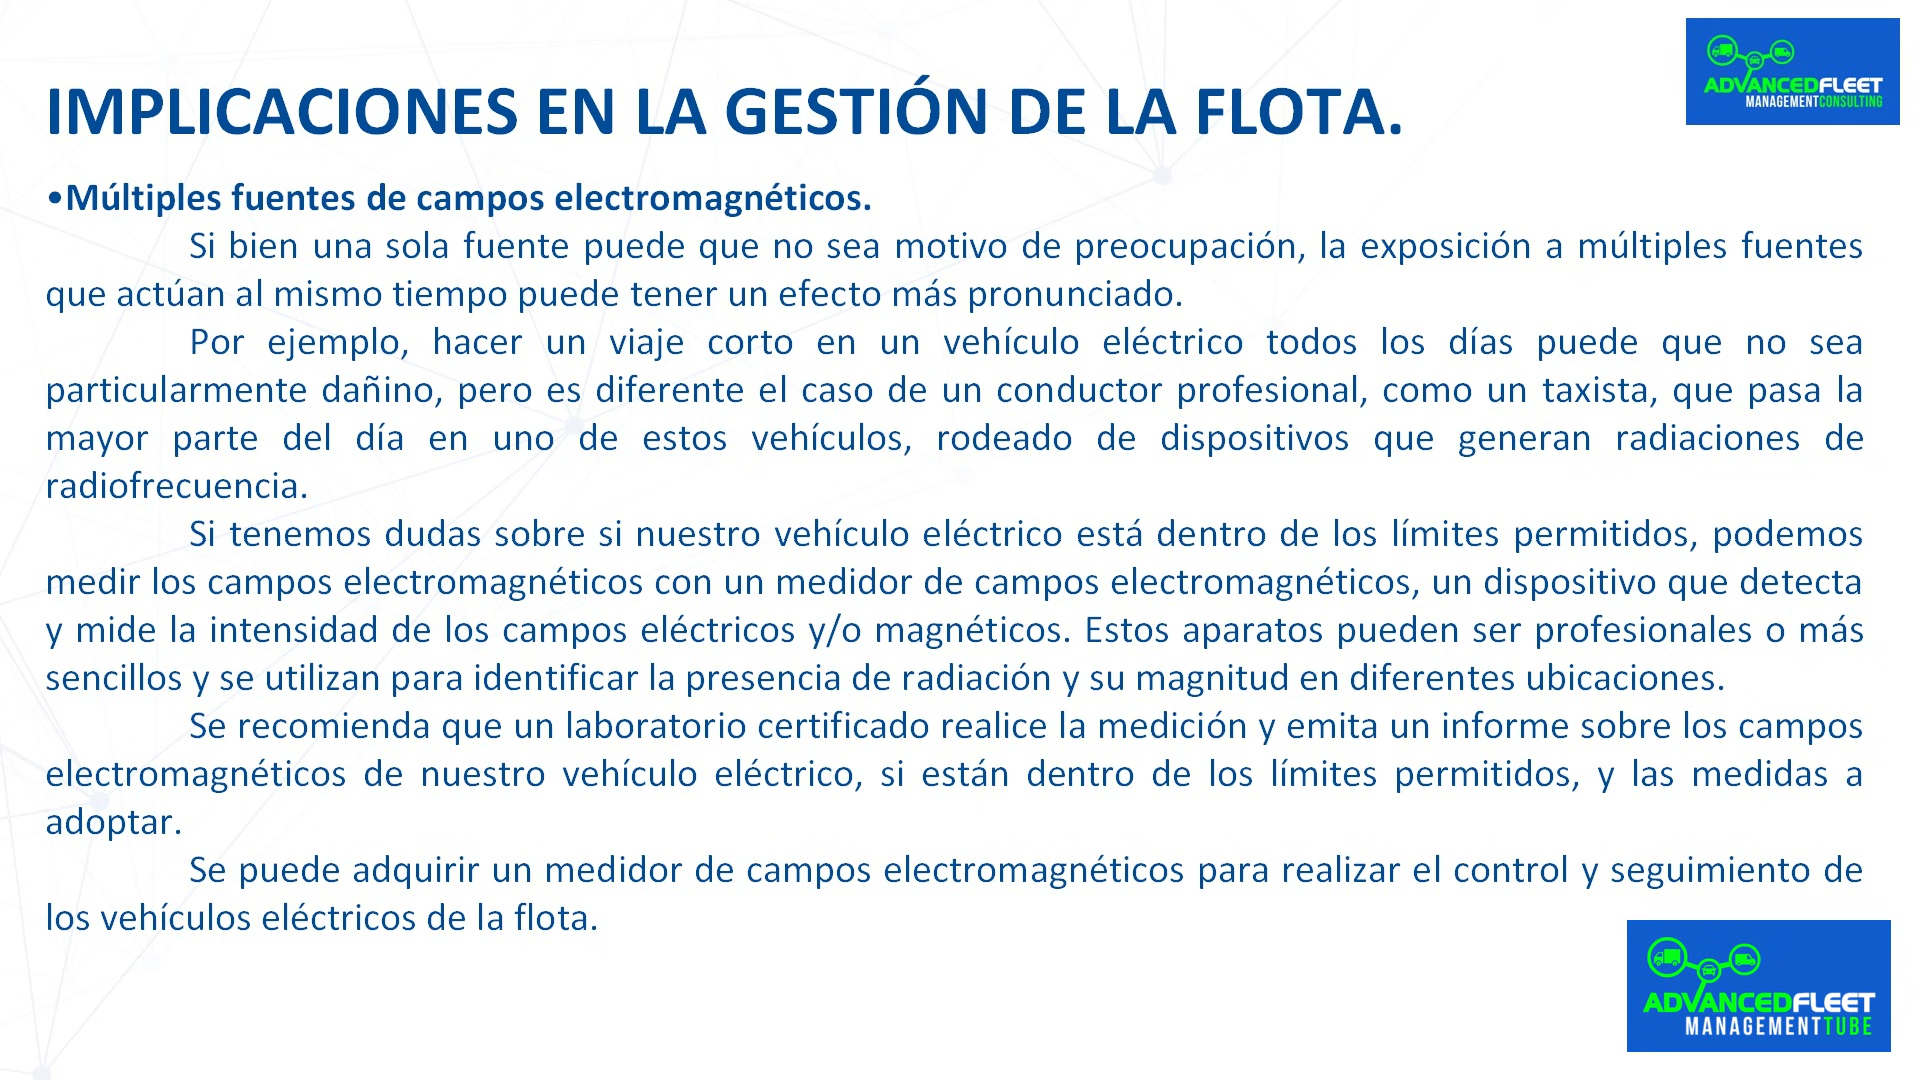 IMPLICACIONES EN LA GESTIÓN DE LA FLOTA.
ADVANCEDFLEET
MANAGEMENTCONSULTING
•Múltiples fuentes de campos electromagnéticos.
Si bien una sola fuente puede que no sea motivo de preocupación, la exposición a múltiples fuentes
que actúan al mismo tiempo puede tener un efecto más pronunciado.
Por ejemplo, hacer un viaje corto en un vehículo eléctrico todos los días puede que no sea
particularmente dañino, pero es diferente el caso de un conductor profesional, como un taxista, que pasa la
mayor parte del día en uno de estos vehículos, rodeado de dispositivos que generan radiaciones de
radiofrecuencia.
Si tenemos dudas sobre si nuestro vehículo eléctrico está dentro de los límites permitidos, podemos
medir los campos electromagnéticos con un medidor de campos electromagnéticos, un dispositivo que detecta
y mide la intensidad de los campos eléctricos y/o magnéticos. Estos aparatos pueden ser profesionales o más
sencillos y se utilizan para identificar la presencia de radiación y su magnitud en diferentes ubicaciones.
Se recomienda que un laboratorio certificado realice la medición y emita un informe sobre los campos
electromagnéticos de nuestro vehículo eléctrico, si están dentro de los límites permitidos, y las medidas a
adoptar.
Se puede adquirir un medidor de campos electromagnéticos para realizar el control y seguimiento de
los vehículos eléctricos de la flota.
ADVANCEDFLEET
MANAGEMENTTUBE